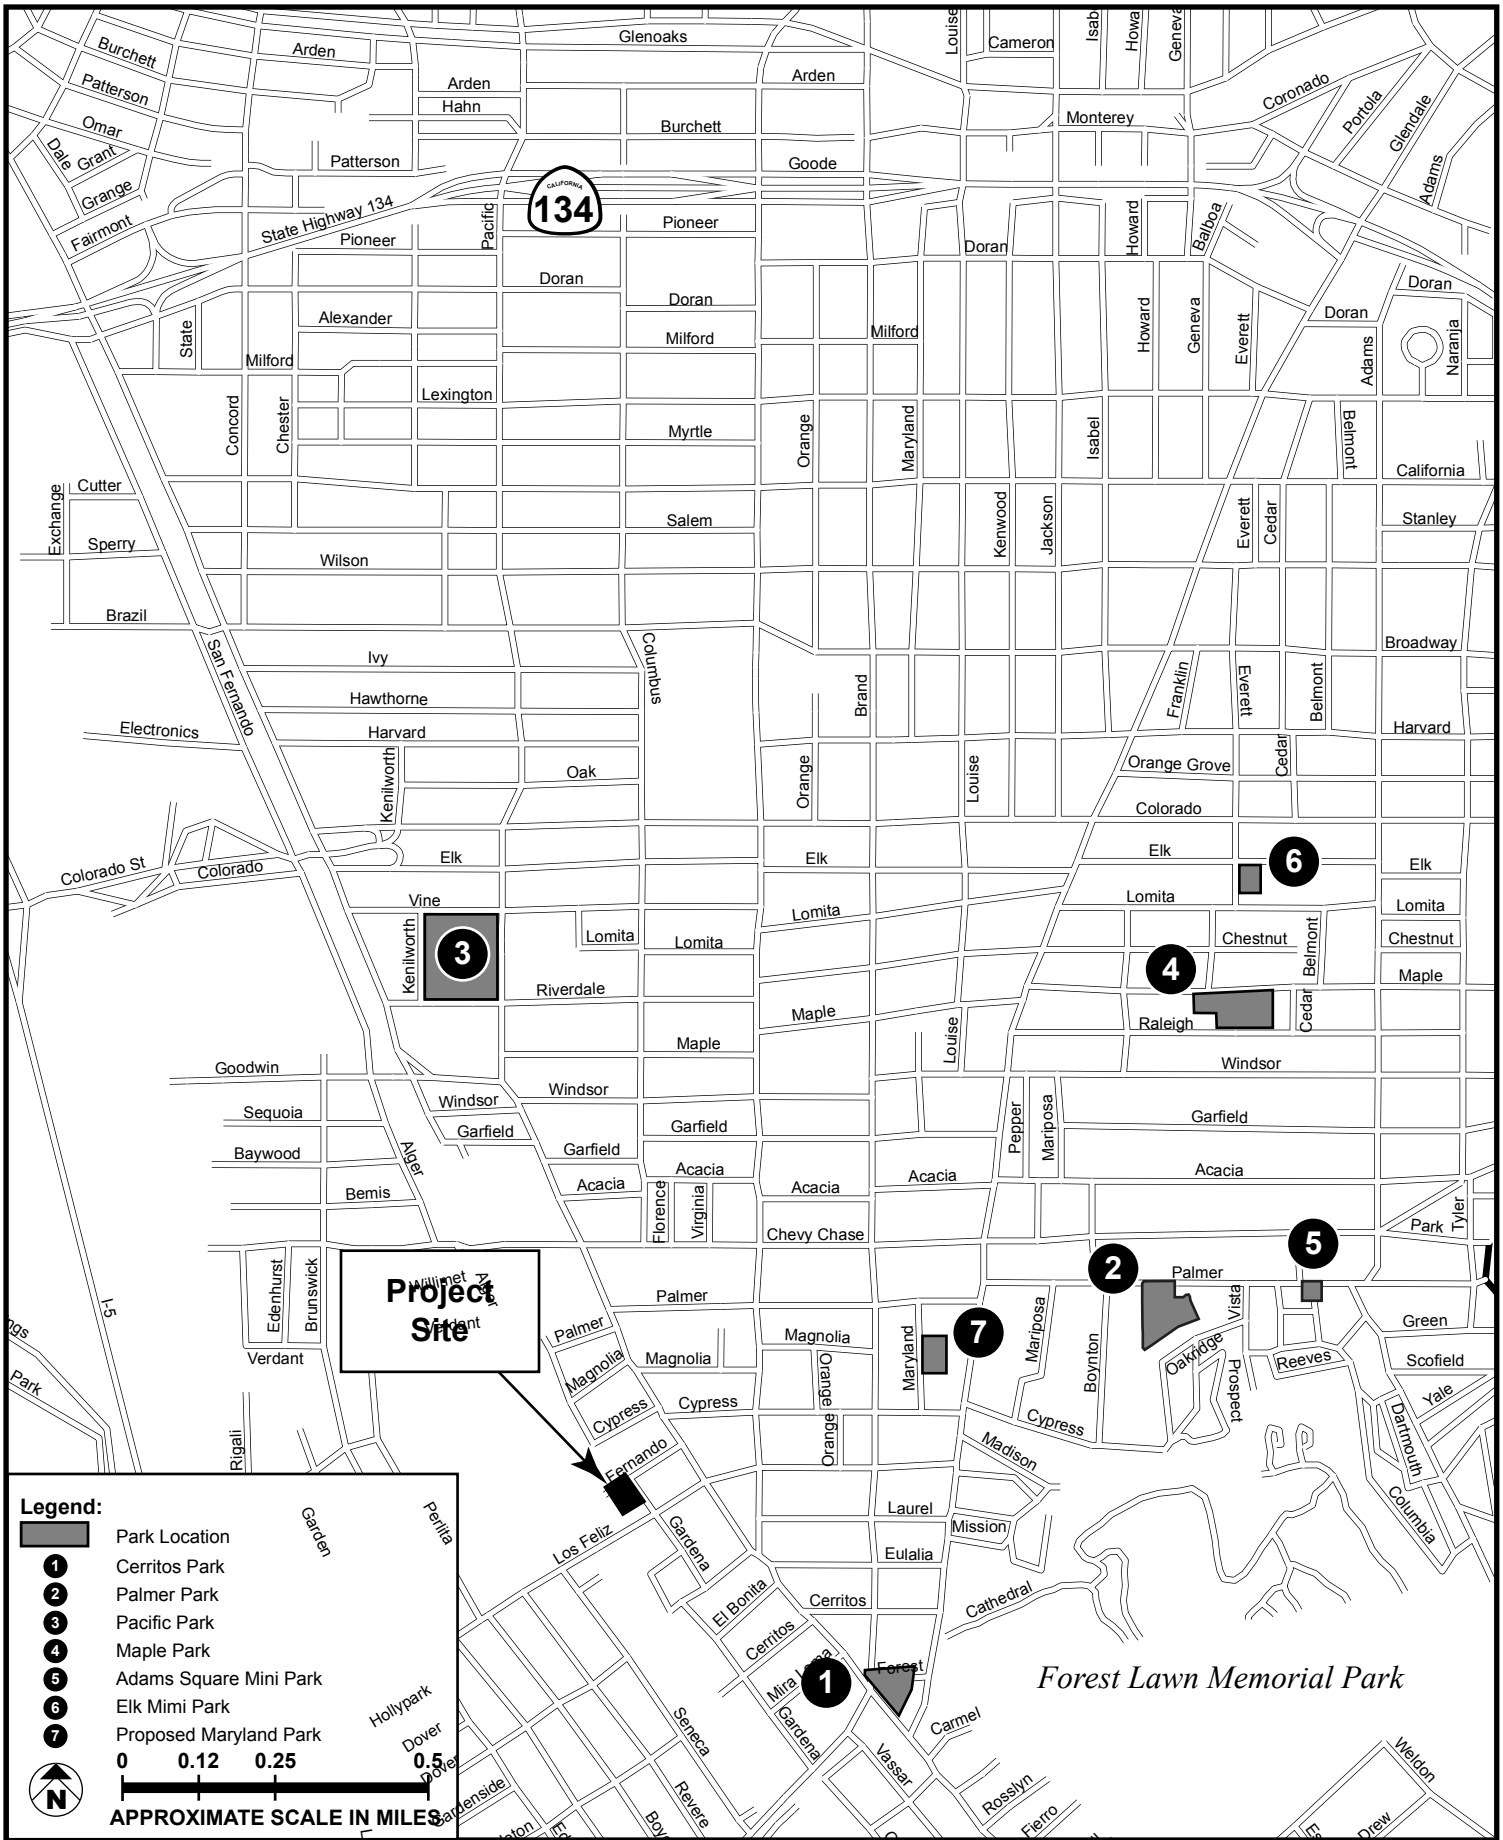 Louise
Isab
Howa
Geneva
Glenoaks
Cameron
Burchett
Arden
Arden
Arden
Patterson
Hahn
Coronado
Portola
Glendale
Omar
Burchett
Monterey
Dale
Grant
Patterson
Goode
Adams
Grange
CALIFORNIA
134
State Highway 134
Fairmont
Pioneer
Pacific
Pioneer
Doran
Howard
Balboa
Doran
Doran
Doran
Doran
Alexander
State
Milford
Milford
Milford
Howard
Geneva
Everett
Adams
Naranja
Lexington
Concord
Chester
Myrtle
Orange
Maryland
Isabel
Belmont
California
Cutter
Exchange
Salem
Kenwood
Jackson
Everett
Cedar
Stanley
Sperry
Wilson
Brazil
Broadway
San Fernando
Ivy
Columbus
Hawthorne
Brand
Franklin
Everett
Belmont
Electronics
Harvard
Harvard
Kenilworth
Oak
Orange
Louise
Orange Grove
Cedar
Colorado
Colorado St
Colorado
Elk
Elk
Elk
6
Elk
Vine
Lomita
Lomita
Lomita
Kenilworth
3
Lomita
Lomita
Chestnut
Belmont
Chestnut
4
Maple
Riverdale
Maple
Raleigh
Cedar
Louise
Maple
Goodwin
Windsor
Windsor
Windsor
Sequoia
Garfield
Garfield
Garfield
Pepper
Mariposa
Baywood
Alger
Garfield
Acacia
Acacia
Acacia
Acacia
Acacia
Bemis
Florence
Virginia
Chevy Chase
Park
Tyler
5
2
Palmer
Edenhurst
Brunswick
Willimet
Alger
Verdant
Project
Site
I-5
Palmer
Vista
Green
Palmer
Magnolia
Maryland
7
Mariposa
Boynton
Oakridge
Prospect
Reeves
Scofield
Verdant
Magnolia
Magnolia
Orange
Yale
ngs
Park
Cypress
Cypress
Orange
Cypress
Dartmouth
Rigali
Fernando
Madison
Columbia
Laurel
Mission
Garden
Perlita
Los Feliz
Gardena
Eulalia
El Bonita
Cerritos
Cathedral
Cerritos
Mira Loma
1
Forest
Forest Lawn Memorial Park
Gardena
Carmel
Seneca
Vassar
Weldon
Hollypark
Dover
Dover
Gardenside
Revere
Rosslyn
Fierro
Drew
Boy
Legend:
Park Location
1 Cerritos Park
2 Palmer Park
3 Pacific Park
4 Maple Park
5 Adams Square Mini Park
6 Elk Mimi Park
7 Proposed Maryland Park
N
0 0.12 0.25 0.5
APPROXIMATE SCALE IN MILES